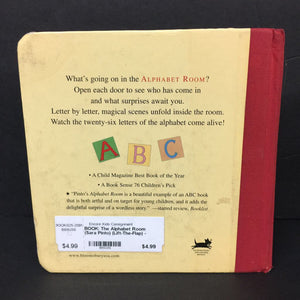 What's going on in the ALPHABET ROOM?
Open each door to see who has come in
and what surprises await you.
Letter by letter, magical scenes unfold inside the room.
Watch the twenty-six letters of the alphabet come alive!
A B C
• A Child Magazine Best Book of the Year
• A Book Sense 76 Children's Pick
★ "Pinto's Alphabet Room is a beautiful example of an ABC book
that is both artful and on target for young children, and it adds the
delightful surprise of a wordless story." —starred review, Booklist
Encore Kids Consignment
BOOK; The Alphabet Room
(Sara Pinto) (Lift-The-Flap) -
$4.99
$4.99
www.bloomsburyusa.com